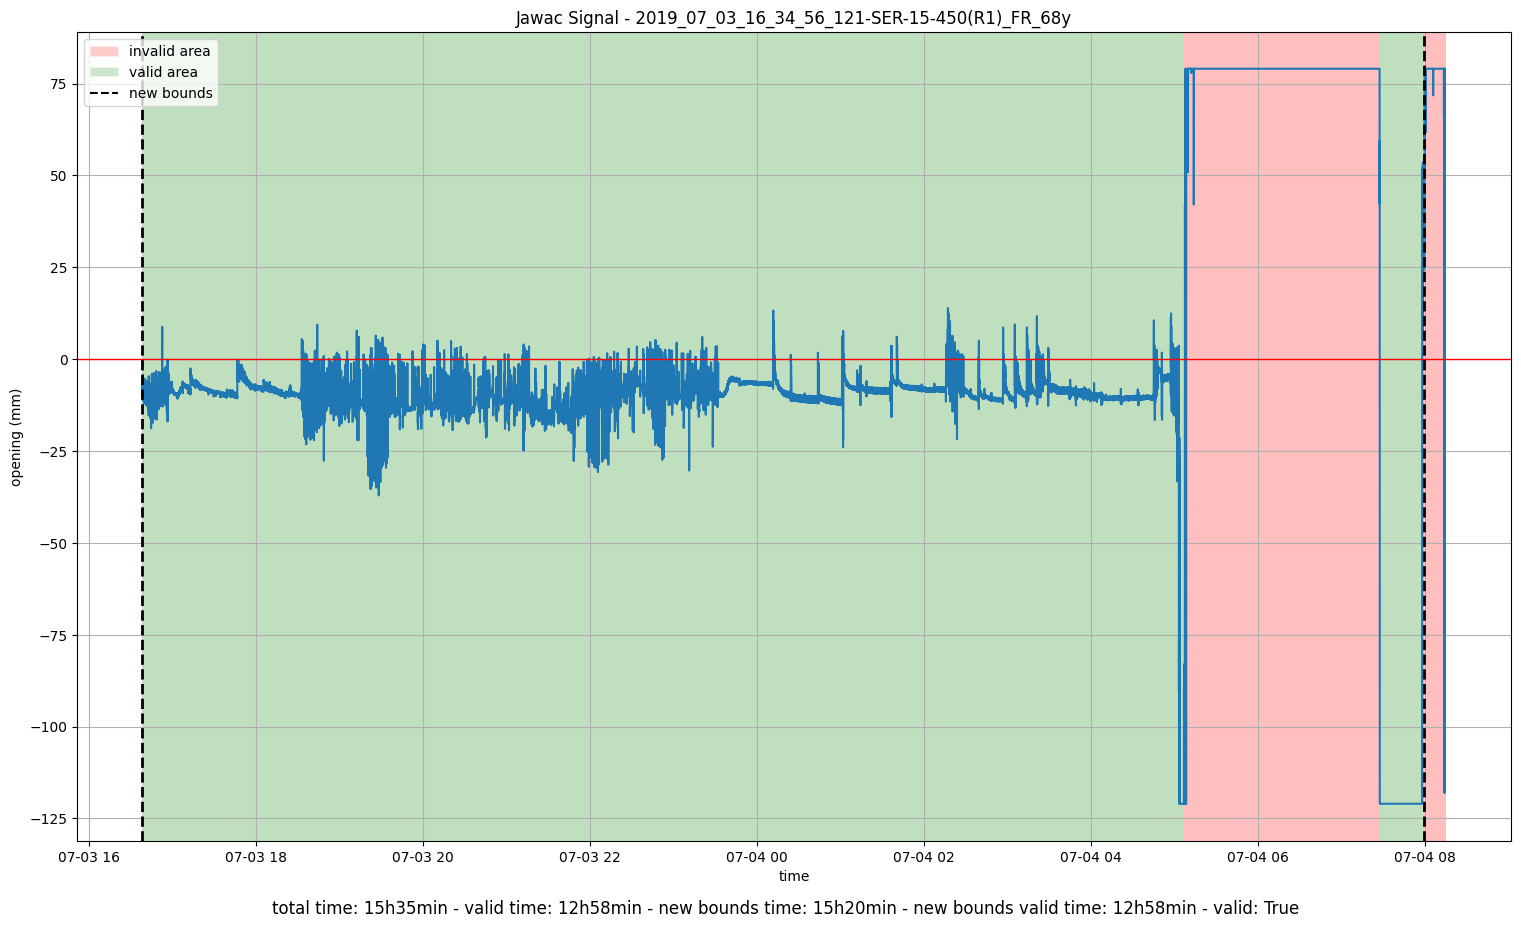 Jawac Signal - 2019_07_03_16_34_56_121-SER-15-450(R1)_FR_68y
invalid area
valid area
new bounds
75
50
25
0
−25
−50
−75
−100
−125
opening (mm)
07-03 16
07-03 18
07-03 20
07-03 22
07-04 00
07-04 02
07-04 04
07-04 06
07-04 08
time
total time: 15h35min - valid time: 12h58min - new bounds time: 15h20min - new bounds valid time: 12h58min - valid: True